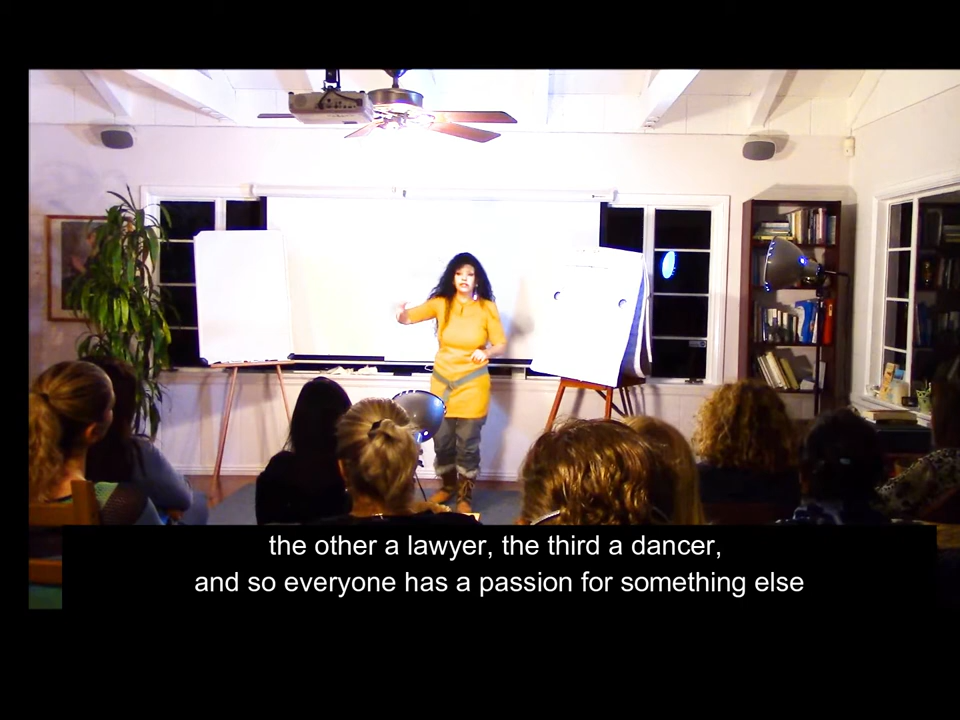 the other a lawyer, the third a dancer,
and so everyone has a passion for something else